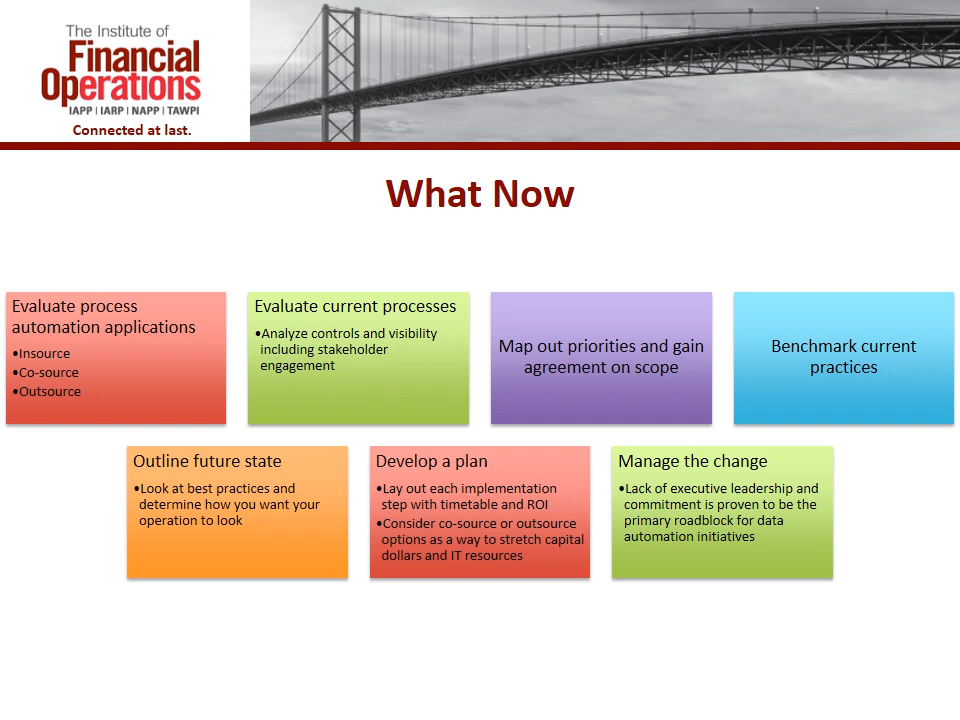 The Institute of
Financial
Operations
IAPP | IARP | NAPP | TAWPI
Connected at last.
What Now
Evaluate process
automation applications
•Insource
•Co-source
•Outsource
Evaluate current processes
•Analyze controls and visibility
including stakeholder
engagement
Map out priorities and gain
agreement on scope
Benchmark current
practices
Outline future state
•Look at best practices and
determine how you want your
operation to look
Develop a plan
•Lay out each implementation
step with timetable and ROI
•Consider co-source or outsource
options as a way to stretch capital
dollars and IT resources
Manage the change
•Lack of executive leadership and
commitment is proven to be the
primary roadblock for data
automation initiatives